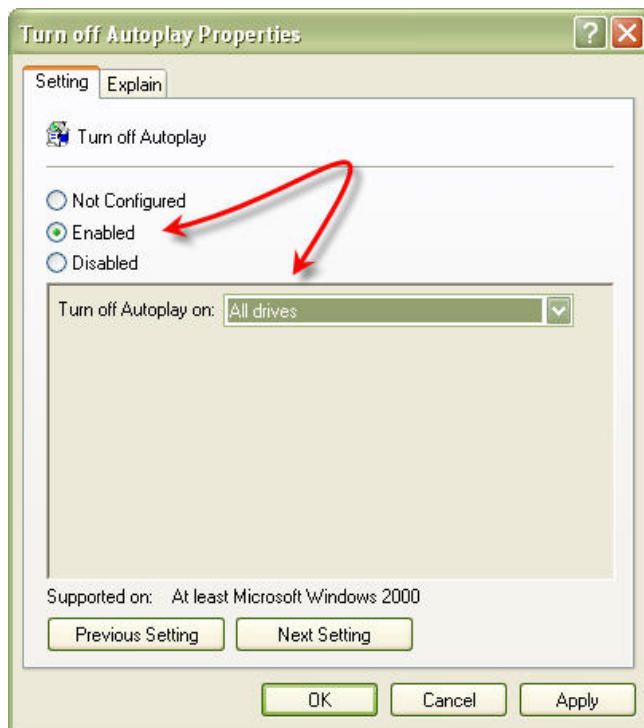 Turn off Autoplay Properties
Setting
Explain
Turn off Autoplay
Not Configured
Enabled
Disabled
Turn off Autoplay on: All drives
Supported on: At least Microsoft Windows 2000
Previous Setting
Next Setting
OK
Cancel
Apply